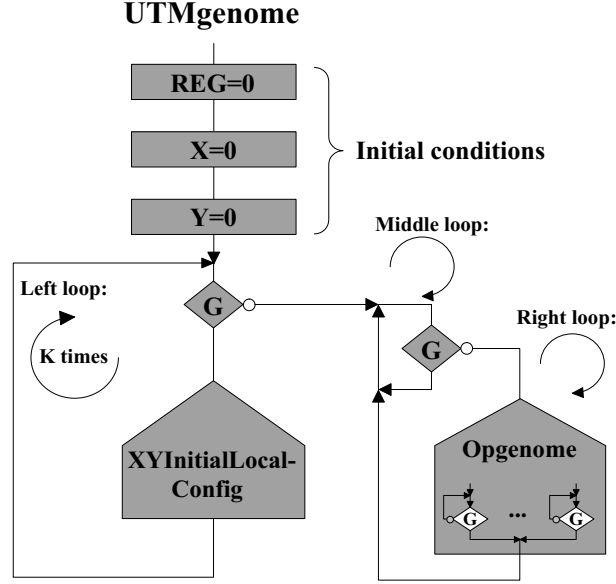 UTMgenome
REG=0
X=0
Initial conditions
Y=0
Middle loop:
Left loop:
K times
G
G
Right loop:
XYInitialLocal-
Config
Opgenome
G
...
G